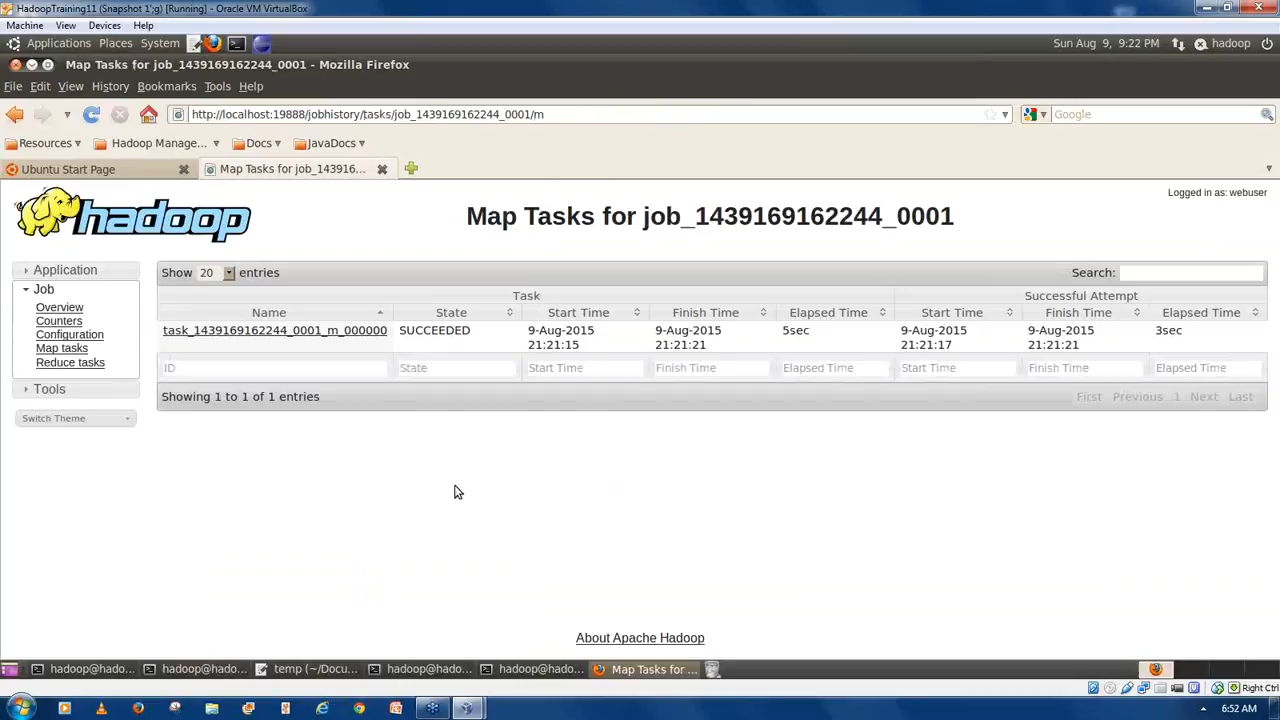 HadoopTraining11 (Snapshot 1';g) [Running] - Oracle VM VirtualBox
Machine View Devices Help
Applications Places System
Sun Aug 9, 9:22 PM hadoop
Map Tasks for job_1439169162244_0001 - Mozilla Firefox
File Edit View History Bookmarks Tools Help
http://localhost:19888/jobhistory/tasks/job_1439169162244_0001/m
Google
Resources Hadoop Manage... Docs JavaDocs
Ubuntu Start Page
Map Tasks for job_143916...
Logged in as: webuser
hadoop
Map Tasks for job_1439169162244_0001
Application
Job
Overview
Counters
Configuration
Map tasks
Reduce tasks
Tools
Switch Theme
Show 20 entries
Search:
Task Successful Attempt
Name State Start Time Finish Time Elapsed Time Start Time Finish Time Elapsed Time
task_1439169162244_0001_m_000000 SUCCEEDED 9-Aug-2015 9-Aug-2015 5sec 9-Aug-2015 9-Aug-2015 3sec
21:21:15 21:21:21 21:21:17 21:21:21
ID State Start Time Finish Time Elapsed Time Start Time Finish Time Elapsed Time
Showing 1 to 1 of 1 entries
First Previous 1 Next Last
About Apache Hadoop
hadoop@hado... hadoop@hado... temp (~/Docu... hadoop@hado... hadoop@hado... Map Tasks for ...
Right Ctrl
6:52 AM